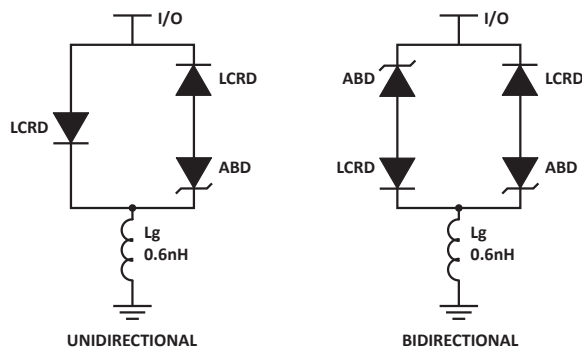 I/O
LCRD
LCRD
ABD
Lg
0.6nH
UNIDIRECTIONAL
I/O
ABD
LCRD
LCRD
ABD
Lg
0.6nH
BIDIRECTIONAL